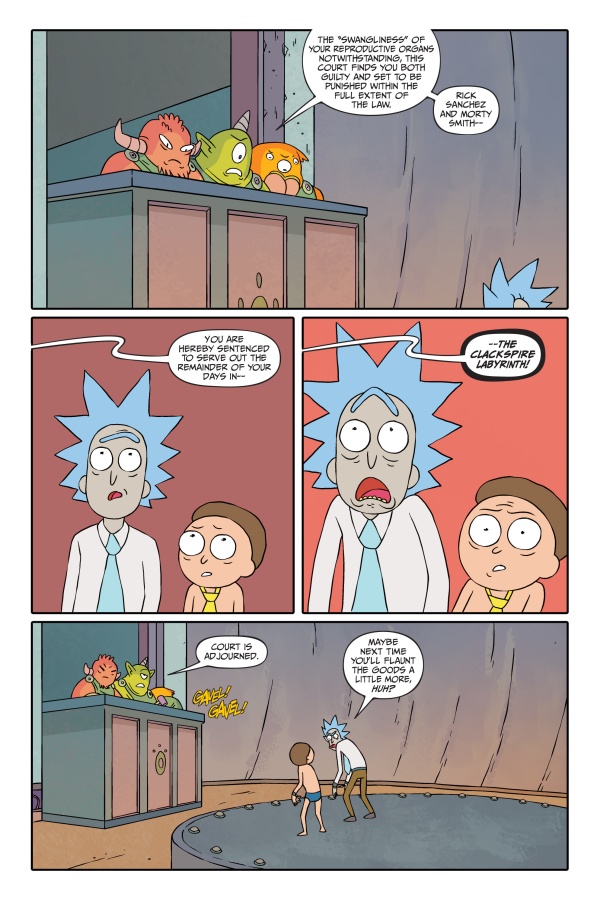 THE "SWANGLINESS" OF
YOUR REPRODUCTIVE ORGANS
NOTWITHSTANDING, THIS
COURT FINDS YOU BOTH
GUILTY AND SET TO BE
PUNISHED WITHIN THE
FULL EXTENT OF
THE LAW.
RICK
SANCHEZ
AND MORTY
SMITH--
YOU ARE
HEREBY SENTENCED
TO SERVE OUT THE
REMAINDER OF YOUR
DAYS IN--
--THE
CLACKSPIRE
LABYRINTH!
COURT IS
ADJOURNED.
GAVEL!
GAVEL!
MAYBE
NEXT TIME
YOU'LL FLAUNT
THE GOODS A
LITTLE MORE,
HUH?